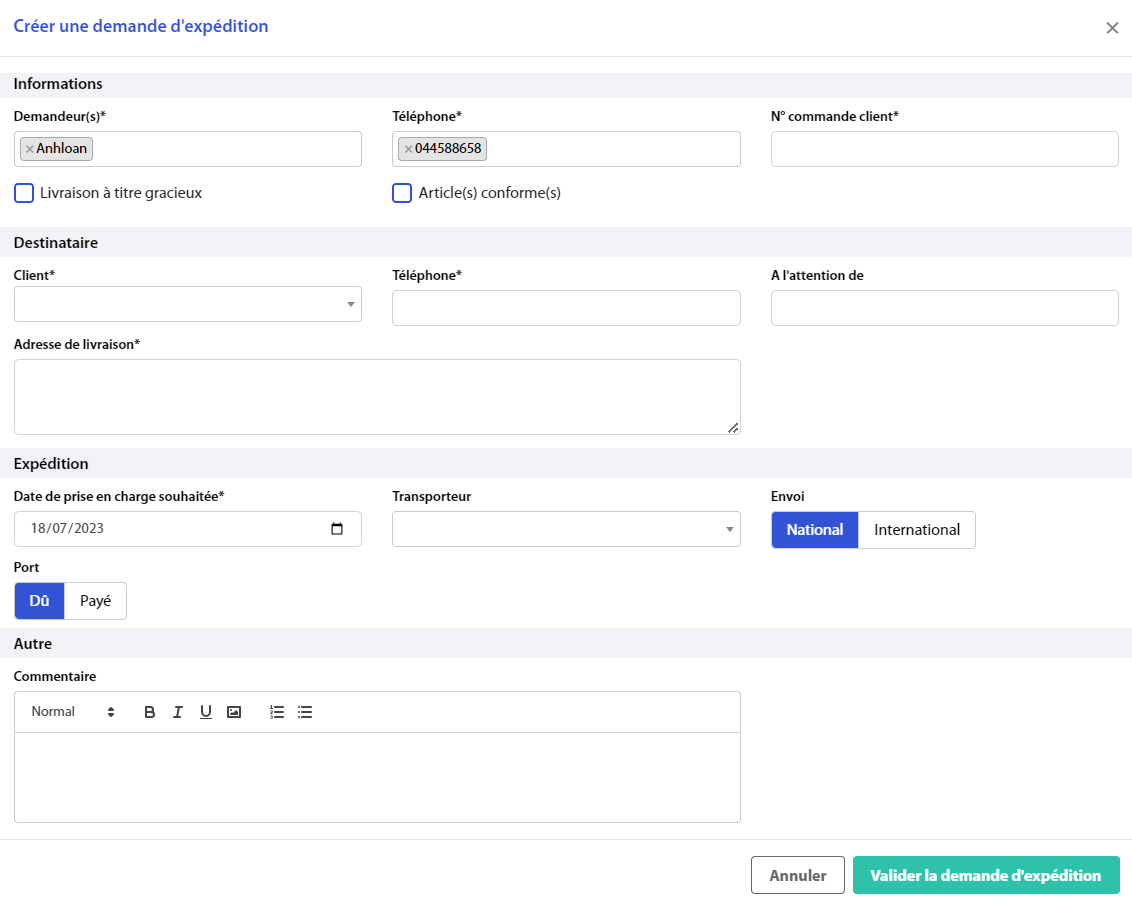 Créer une demande d'expédition
×
Informations
Demandeur(s)* Téléphone* N° commande client*
×Anhloan ×044588658
Livraison à titre gracieux Article(s) conforme(s)
Destinataire
Client* Téléphone* A l'attention de
Adresse de livraison*
Expédition
Date de prise en charge souhaitée* Transporteur Envoi
18/07/2023 National International
Port
Dû Payé
Autre
Commentaire
Normal B I U
Annuler Valider la demande d'expédition